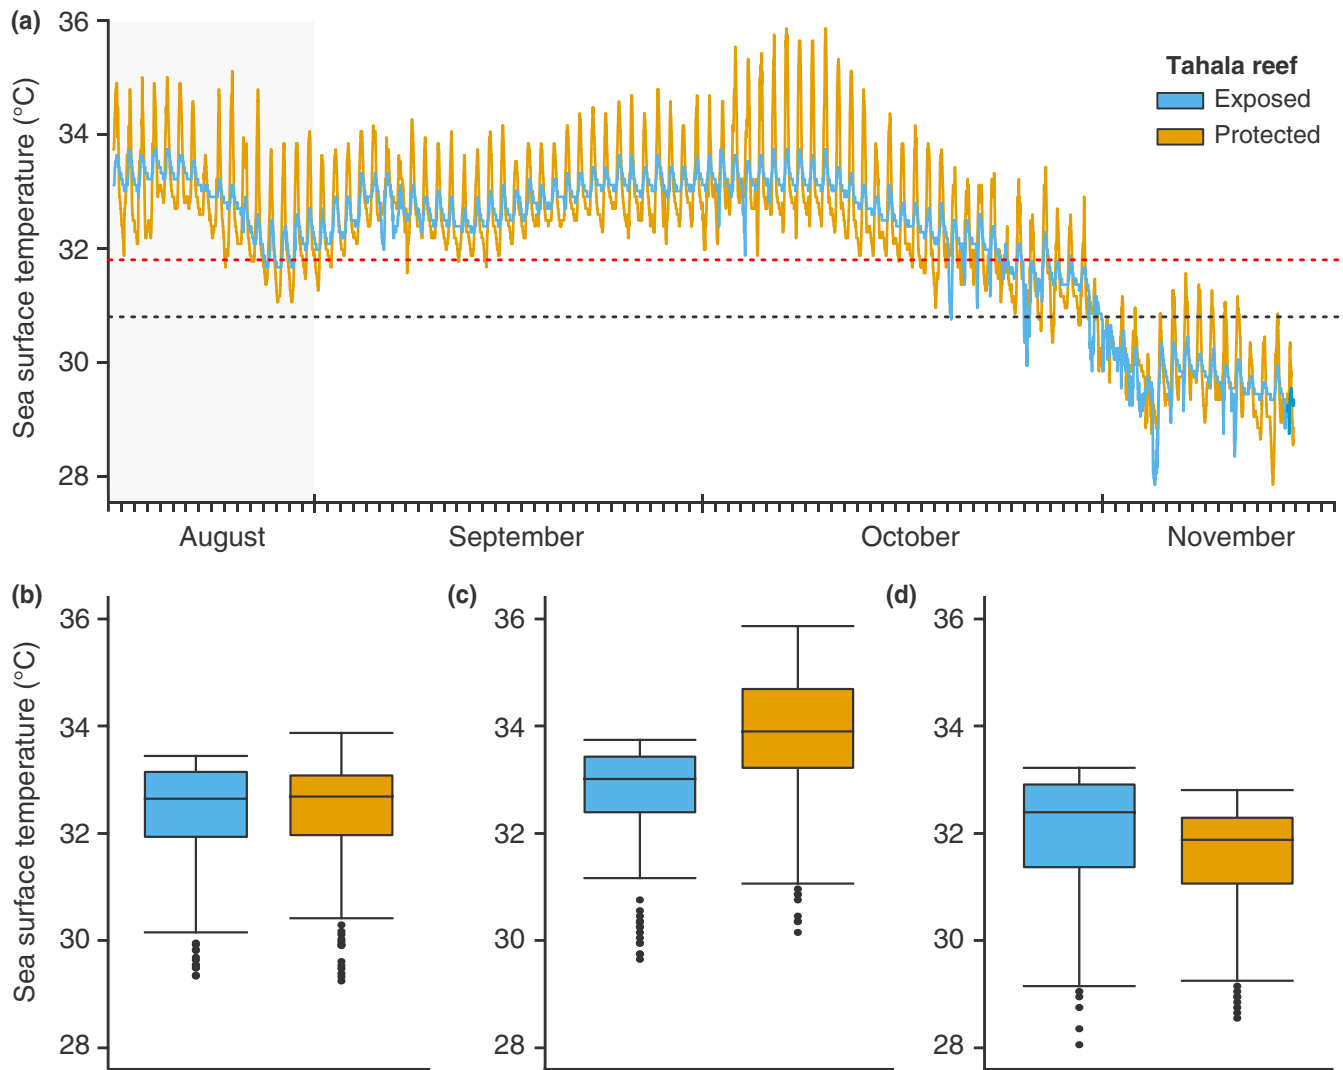 (a)
Sea surface temperature (°C)
36
34
32
30
28
Tahala reef
Exposed
Protected
August September October November
(b)
Sea surface temperature (°C)
36
34
32
30
28
(c)
36
34
32
30
28
(d)
36
34
32
30
28